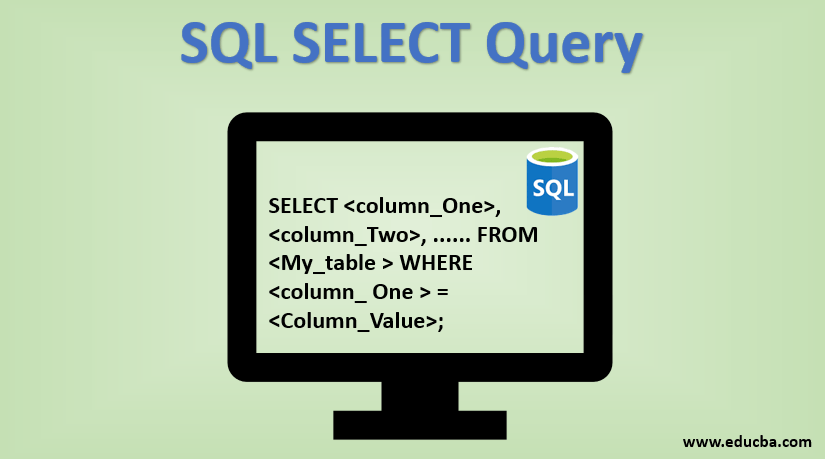 SQL SELECT Query
SQL
SELECT <column_One>,
<column_Two>, ...... FROM
<My_table > WHERE
<column_ One > =
<Column_Value>;
www.educba.com